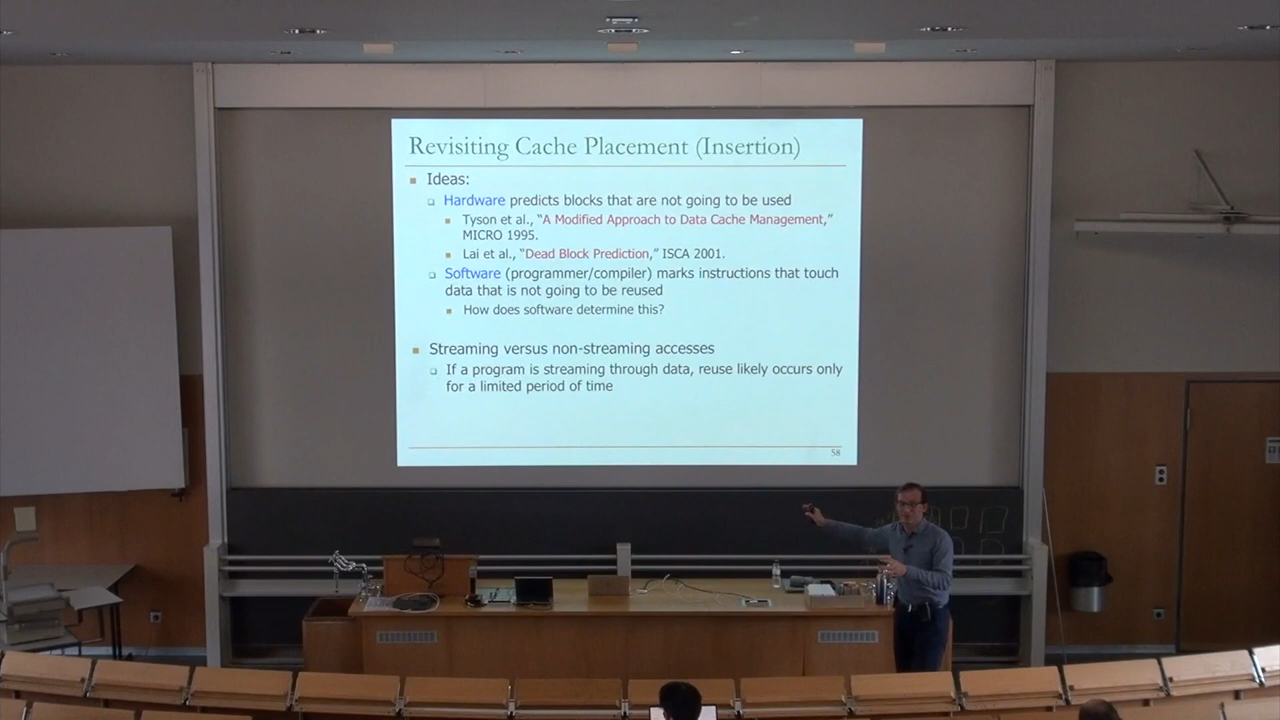 Revisiting Cache Placement (Insertion)
Ideas:
Hardware predicts blocks that are not going to be used
Tyson et al., “A Modified Approach to Data Cache Management,”
MICRO 1995.
Lai et al., “Dead Block Prediction,” ISCA 2001.
Software (programmer/compiler) marks instructions that touch
data that is not going to be reused
How does software determine this?
Streaming versus non-streaming accesses
If a program is streaming through data, reuse likely occurs only
for a limited period of time
58